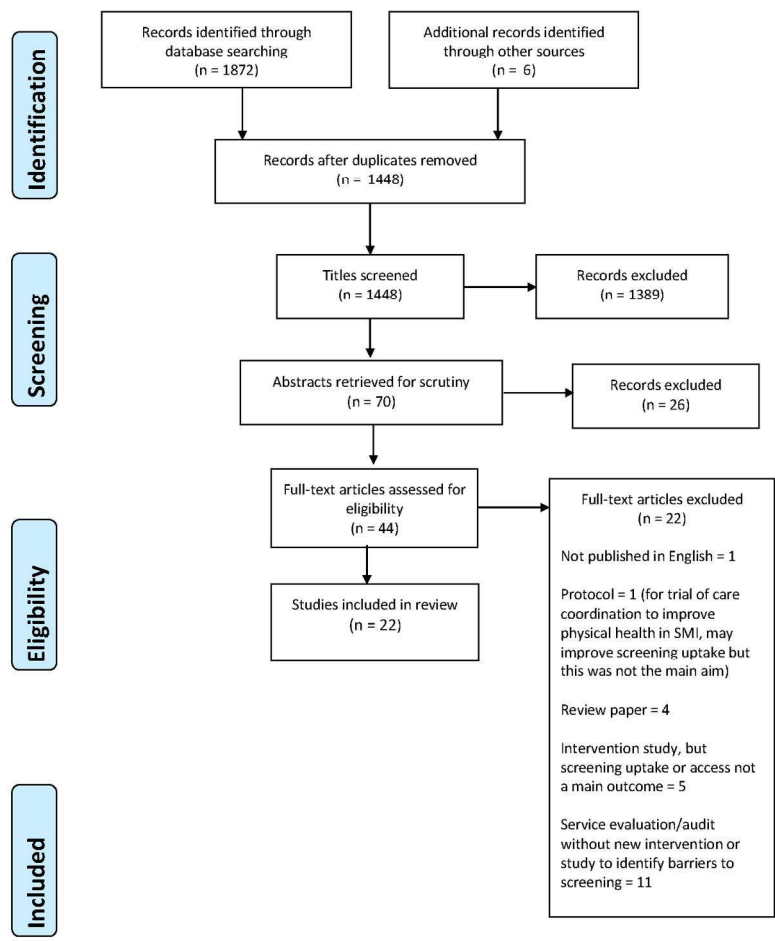 Identification
Records identified through
database searching
(n = 1872)
Additional records identified
through other sources
(n = 6)
Records after duplicates removed
(n = 1448)
Screening
Titles screened
(n = 1448)
Records excluded
(n = 1389)
Abstracts retrieved for scrutiny
(n = 70)
Records excluded
(n = 26)
Eligibility
Full-text articles assessed for
eligibility
(n = 44)
Full-text articles excluded
(n = 22)
Not published in English = 1
Protocol = 1 (for trial of care
coordination to improve
physical health in SMI, may
improve screening uptake but
this was not the main aim)
Review paper = 4
Intervention study, but
screening uptake or access not
a main outcome = 5
Service evaluation/audit
without new intervention or
study to identify barriers to
screening = 11
Studies included in review
(n = 22)
Included